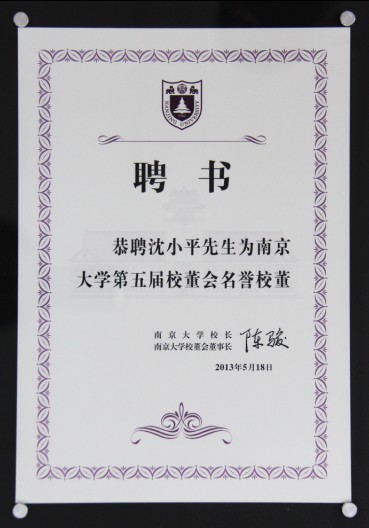 NANJING UNIVERSITY
聘书
恭聘沈小平先生为南京
大学第五届校董会名誉校董
南京大学校长
南京大学校董会董事长
陈骏
2013年5月18日